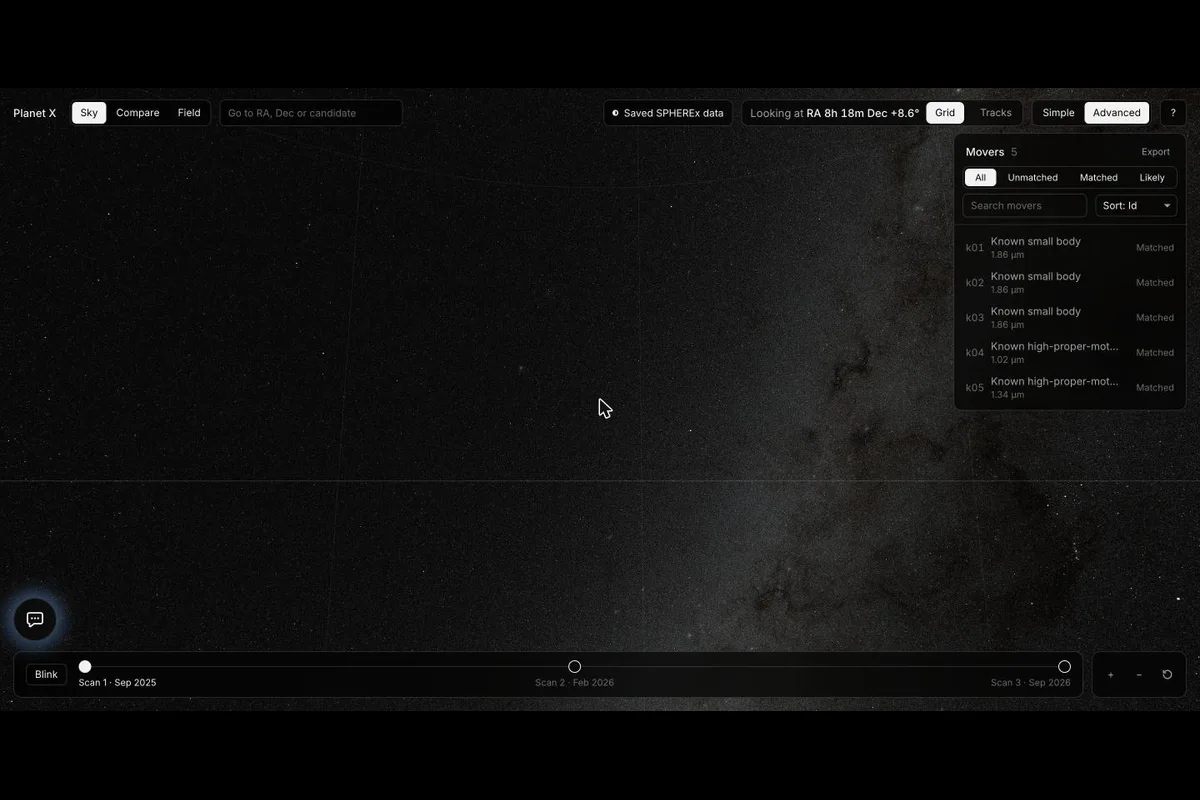 Planet X
Sky
Compare
Field
Go to RA, Dec or candidate
Saved SPHEREx data
Looking at RA 8h 18m Dec +8.6°
Grid
Tracks
Simple
Advanced
?
Movers 5
Export
All
Unmatched
Matched
Likely
Search movers
Sort: Id
k01 Known small body Matched
1.86 µm
k02 Known small body Matched
1.86 µm
k03 Known small body Matched
1.86 µm
k04 Known high-proper-mot... Matched
1.02 µm
k05 Known high-proper-mot... Matched
1.34 µm
Blink
Scan 1 · Sep 2025
Scan 2 · Feb 2026
Scan 3 · Sep 2026
+
−